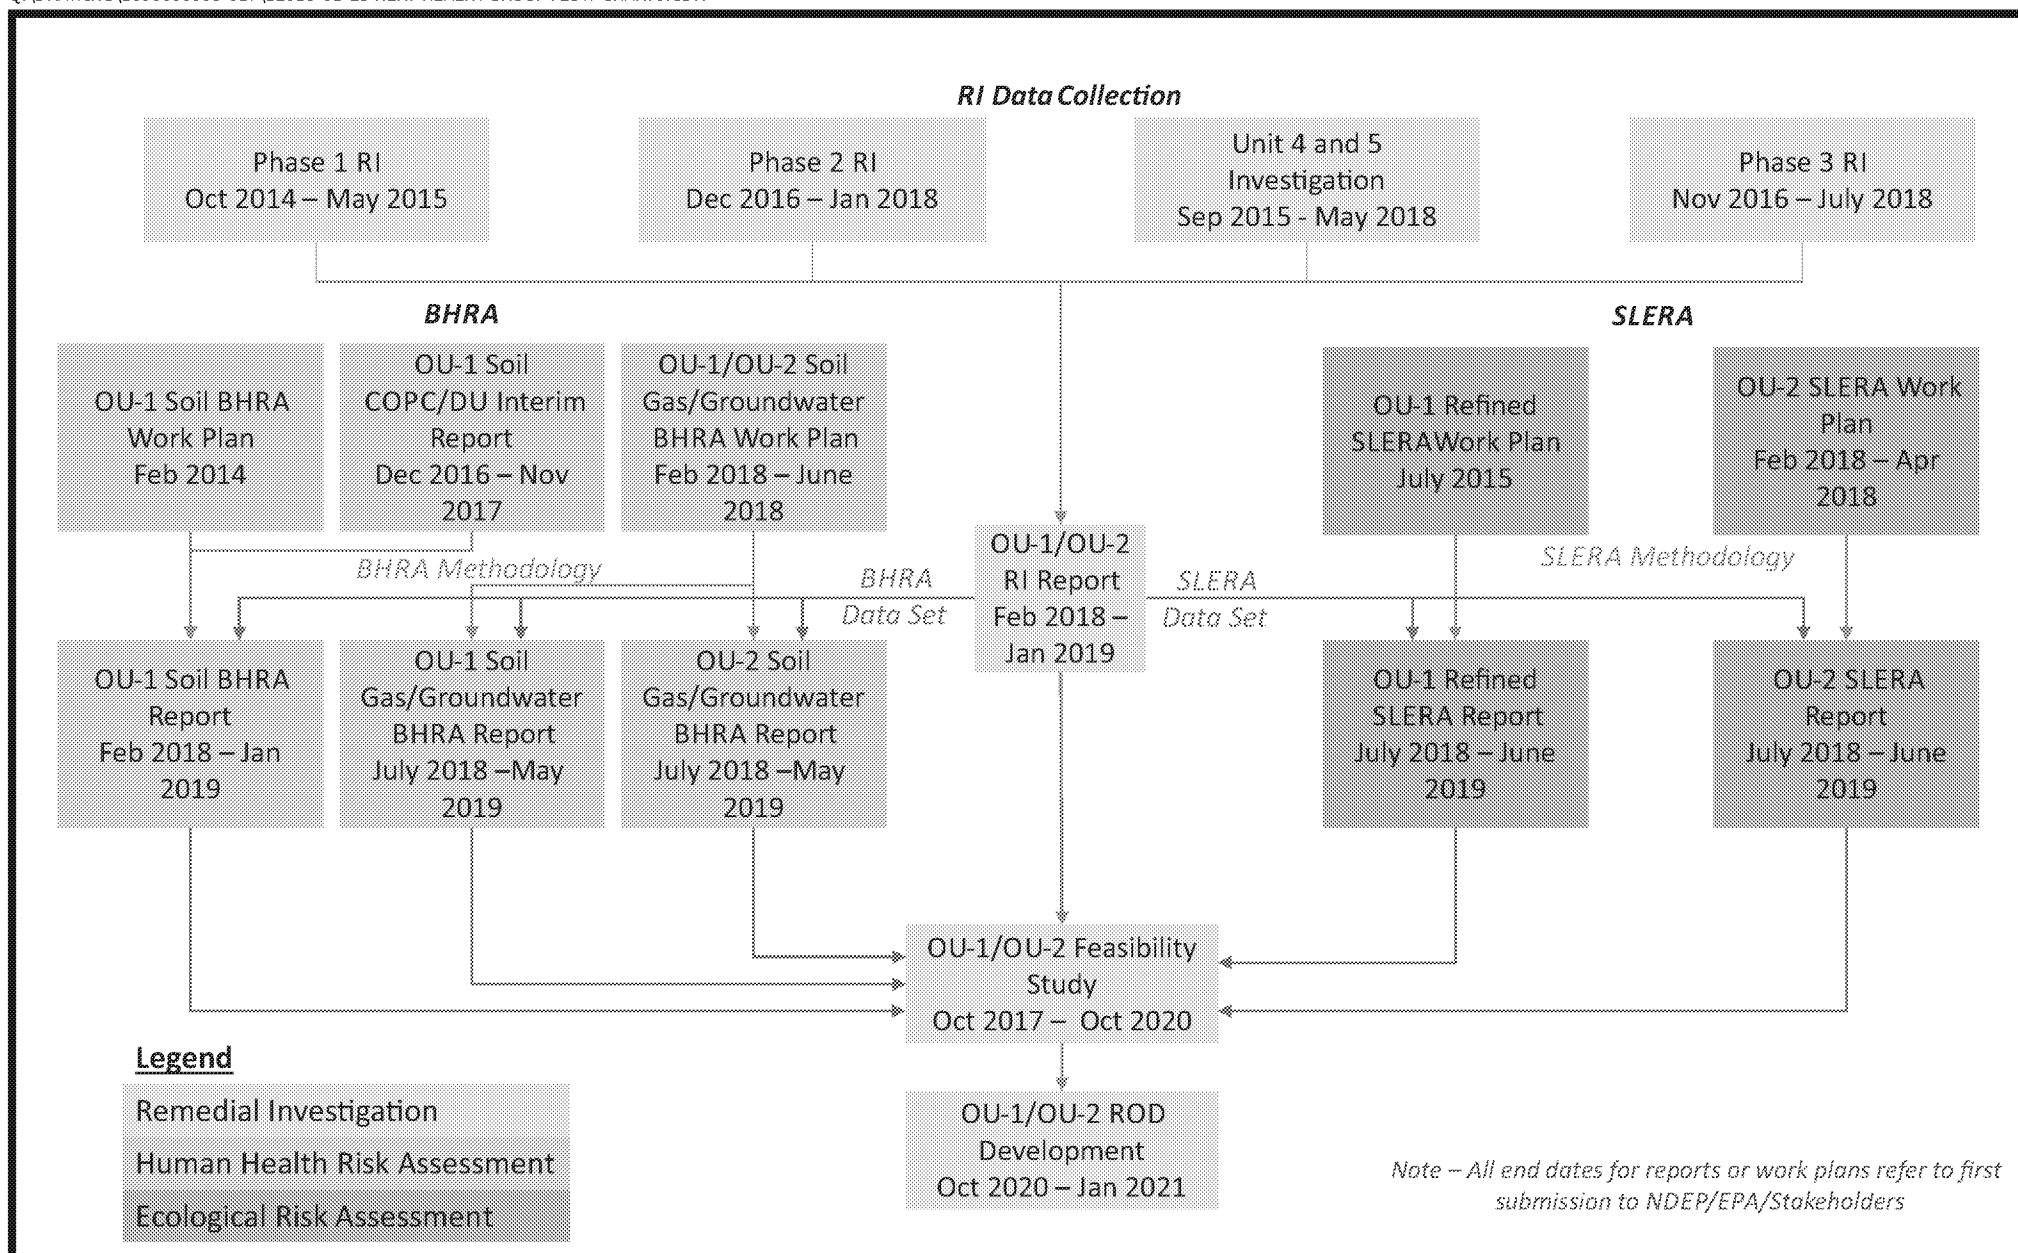 RI Data Collection
Phase 1 RI
Oct 2014 – May 2015
Phase 2 RI
Dec 2016 – Jan 2018
Unit 4 and 5
Investigation
Sep 2015 - May 2018
Phase 3 RI
Nov 2016 – July 2018
BHRA
SLERA
OU-1 Soil BHRA
Work Plan
Feb 2014
OU-1 Soil
COPC/DU Interim
Report
Dec 2016 – Nov
2017
OU-1/OU-2 Soil
Gas/Groundwater
BHRA Work Plan
Feb 2018 – June
2018
OU-1 Refined
SLERAWork Plan
July 2015
OU-2 SLERA Work
Plan
Feb 2018 – Apr
2018
BHRA Methodology
BHRA
Data Set
OU-1/OU-2
RI Report
Feb 2018 –
Jan 2019
SLERA
Data Set
SLERA Methodology
OU-1 Soil BHRA
Report
Feb 2018 – Jan
2019
OU-1 Soil
Gas/Groundwater
BHRA Report
July 2018 –May
2019
OU-2 Soil
Gas/Groundwater
BHRA Report
July 2018 –May
2019
OU-1 Refined
SLERA Report
July 2018 – June
2019
OU-2 SLERA
Report
July 2018 – June
2019
OU-1/OU-2 Feasibility
Study
Oct 2017 – Oct 2020
OU-1/OU-2 ROD
Development
Oct 2020 – Jan 2021
Legend
Remedial Investigation
Human Health Risk Assessment
Ecological Risk Assessment
Note – All end dates for reports or work plans refer to first
submission to NDEP/EPA/Stakeholders